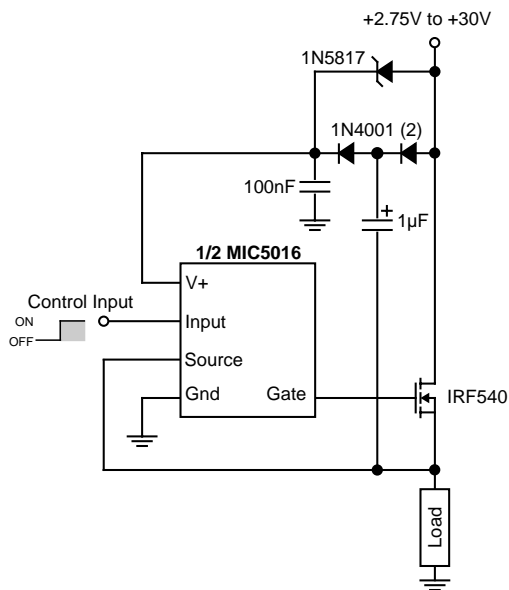 +2.75V to +30V
1N5817
1N4001 (2)
100nF
+
1µF
1/2 MIC5016
V+
Control Input
ON
OFF
Input
Source
Gnd
Gate
IRF540
Load